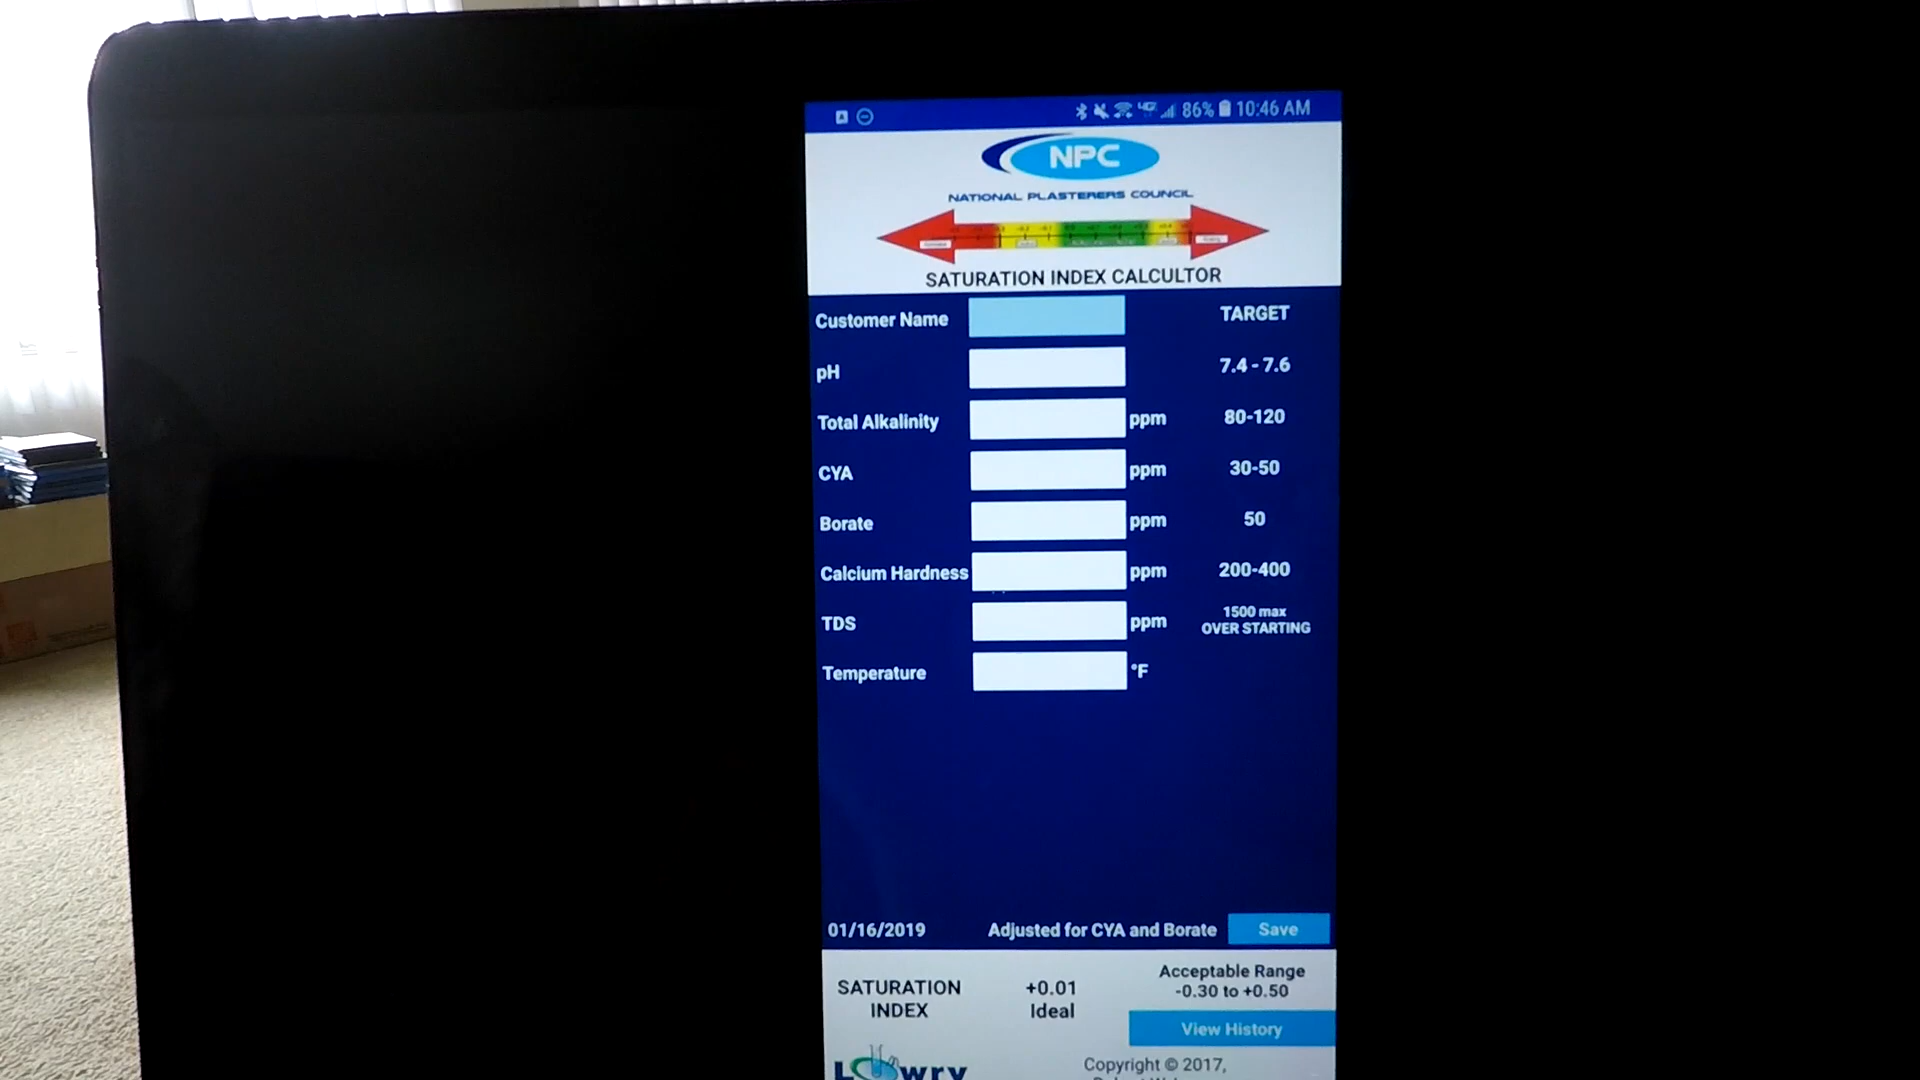 86% 10:46 AM
NPC
NATIONAL PLASTERERS COUNCIL
SATURATION INDEX CALCULTOR
Customer Name TARGET
pH 7.4 - 7.6
Total Alkalinity ppm 80-120
CYA ppm 30-50
Borate ppm 50
Calcium Hardness ppm 200-400
TDS ppm 1500 max
OVER STARTING
Temperature °F
01/16/2019 Adjusted for CYA and Borate Save
SATURATION
INDEX
+0.01
Ideal
Acceptable Range
-0.30 to +0.50
View History
Lowry
Copyright © 2017,